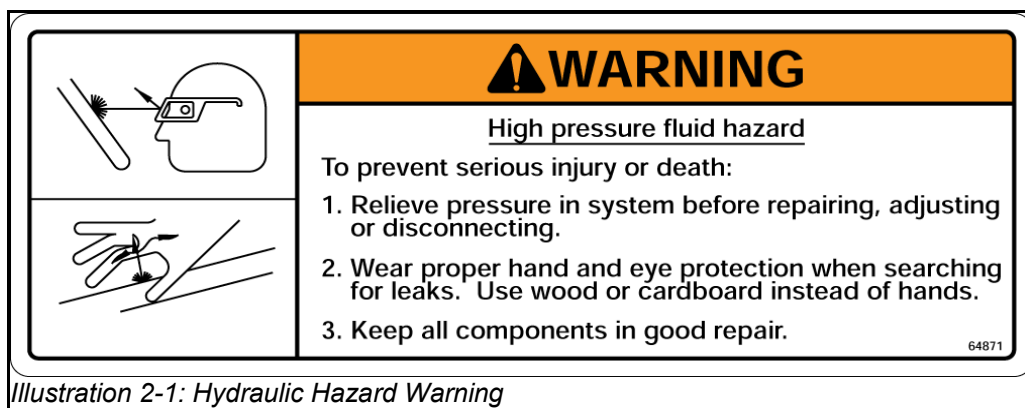 WARNING
High pressure fluid hazard
To prevent serious injury or death:
1. Relieve pressure in system before repairing, adjusting
or disconnecting.
2. Wear proper hand and eye protection when searching
for leaks.  Use wood or cardboard instead of hands.
3. Keep all components in good repair.
64871
Illustration 2-1: Hydraulic Hazard Warning